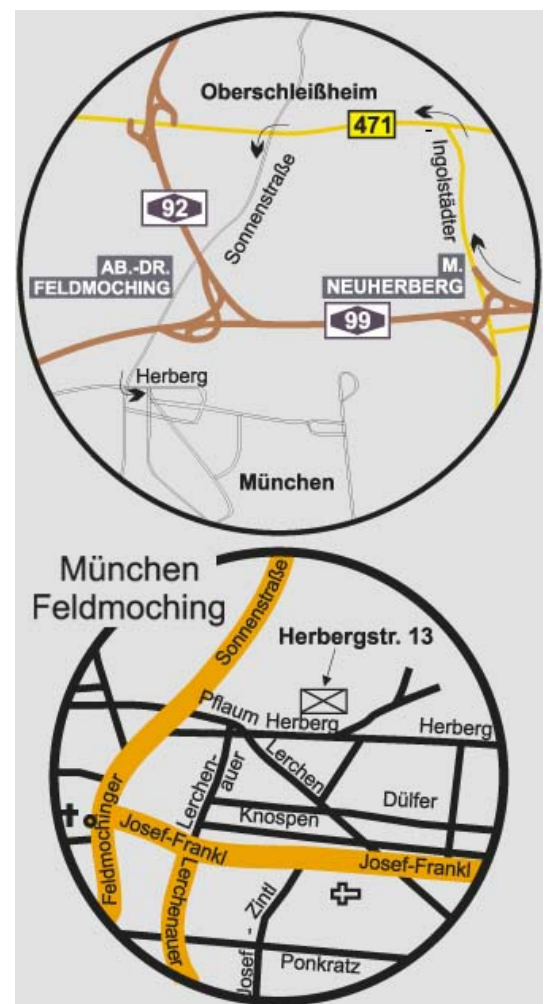 Oberschleißheim
471
- Ingolstädter
Sonnenstraße
92
AB.-DR.
FELDMOCHING
M.
NEUHERBERG
99
Herberg
München
München
Feldmoching
Sonnenstraße
Herbergstr. 13
Pflaum
Herberg
Herberg
Lerchen
Lerchen-
auer
Dülfer
Knospen
Feldmochinger
Josef-Frankl
Josef-Frankl
Lerchenauer
Josef - Zintl
Ponkratz